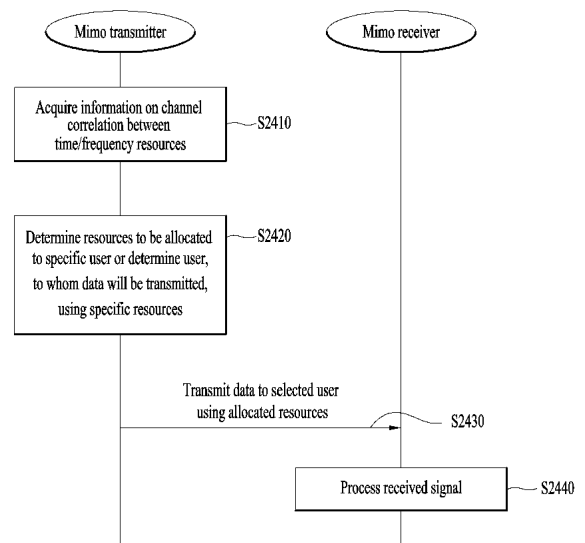 Mimo transmitter
Mimo receiver
Acquire information on channel
correlation between
time/frequency resources
S2410
Determine resources to be allocated
to specific user or determine user,
to whom data will be transmitted,
using specific resources
S2420
Transmit data to selected user
using allocated resources
S2430
Process received signal
S2440